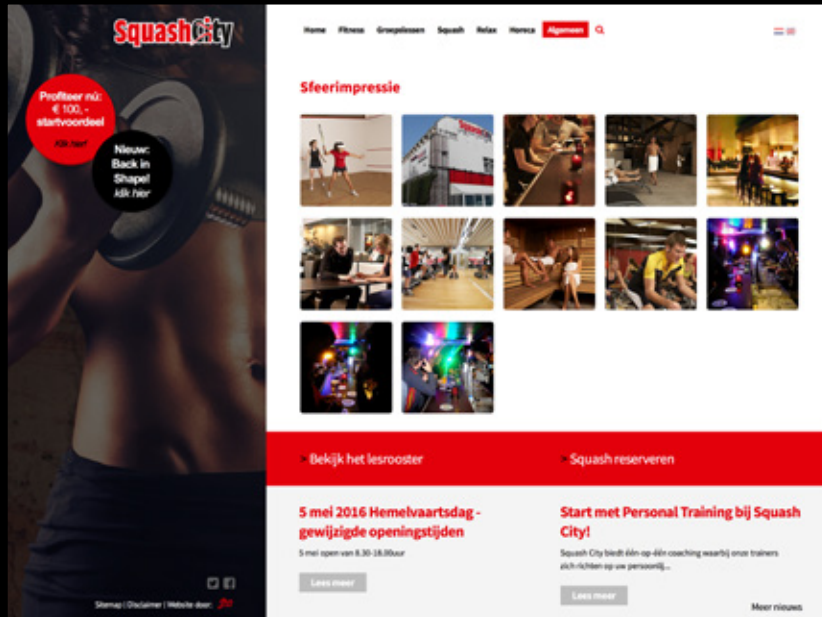 SquashCity
Home Fitness Groepslessen Squash Relax Horeca Algemeen
Profiteer nú:
€ 100,-
startvoordeel
klik hier!
Nieuw:
Back in
Shape!
klik hier
Sfeerimpressie
SquashCity
> Bekijk het lesrooster
> Squash reserveren
5 mei 2016 Hemelvaartsdag -
gewijzigde openingstijden
5 mei open van 8.30-18.00uur
Lees meer
Start met Personal Training bij Squash
City!
Squash City biedt één-op-één coaching waarbij onze trainers
zich richten op uw persoonlij...
Lees meer
Meer nieuws
Sitemap | Disclaimer | Website door: